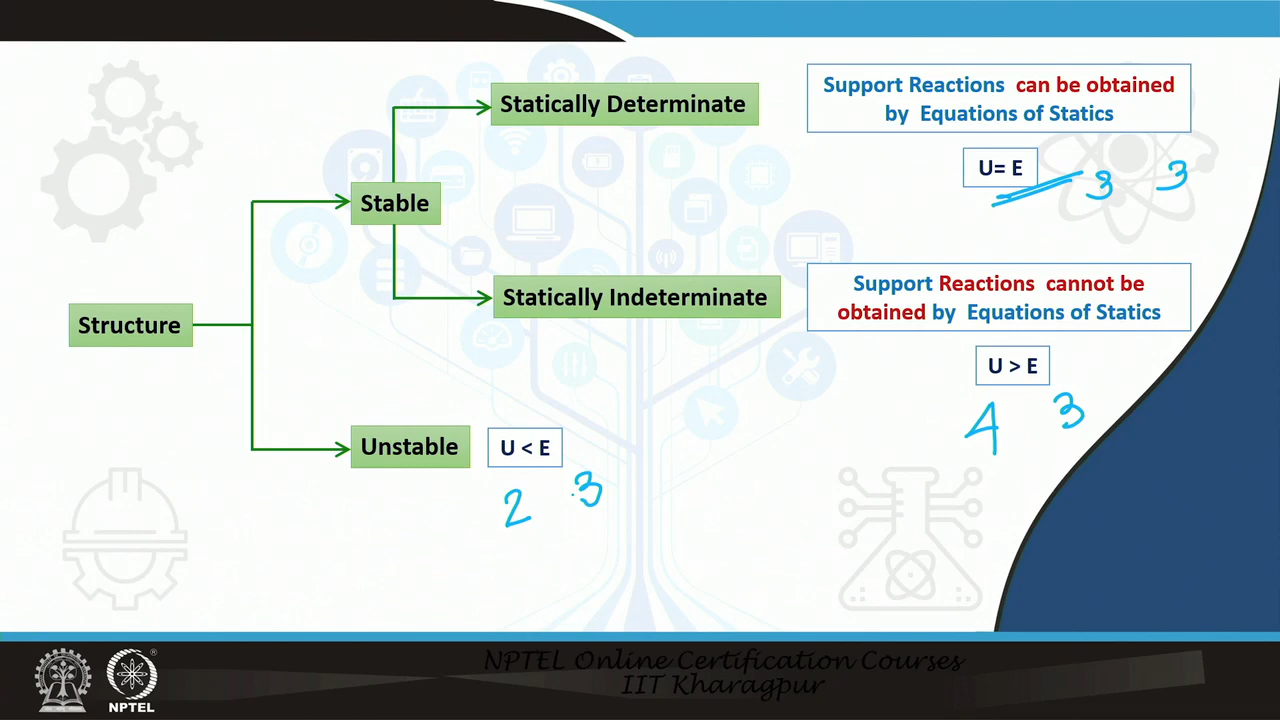 Statically Determinate
Support Reactions can be obtained
by Equations of Statics
U= E
3 3
Stable
Statically Indeterminate
Support Reactions cannot be
obtained by Equations of Statics
Structure
U > E
4 3
Unstable
U < E
2 3
NPTEL Online Certification Courses
IIT Kharagpur
NPTEL
®